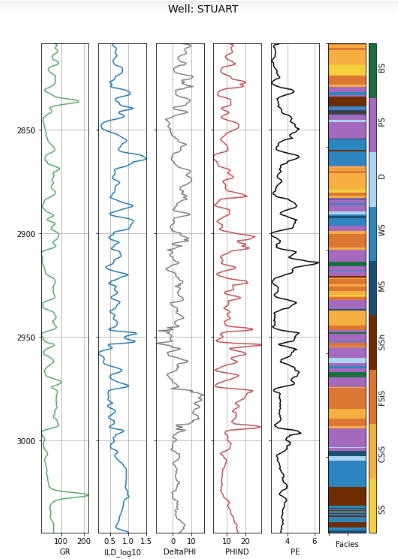 Well: STUART
2850
2900
2950
3000
100 200
GR
0.5 1.0 1.5
ILD_log10
0
DeltaPHI
10 20
PHIND
4 6
PE
Facies
BS
PS
D
WS
MS
SiSh
FSiS
CSiS
SS